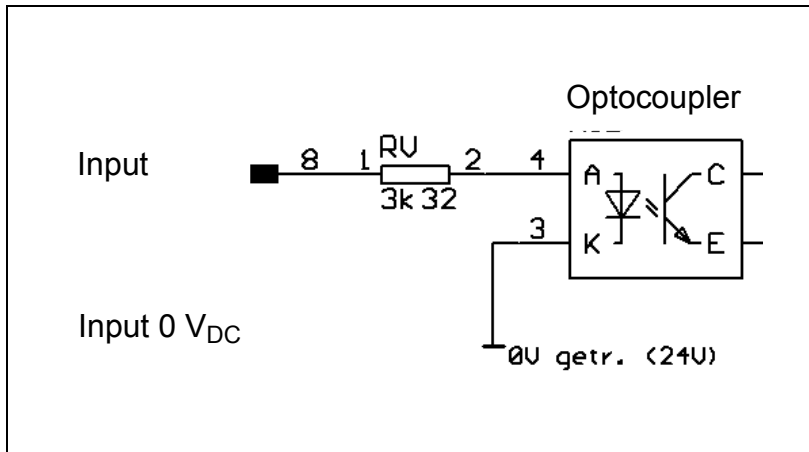 Optocoupler
Input
8 1 RV 2 4
3k32
A C
3
K E
Input 0 VDC
0V getr. (24V)